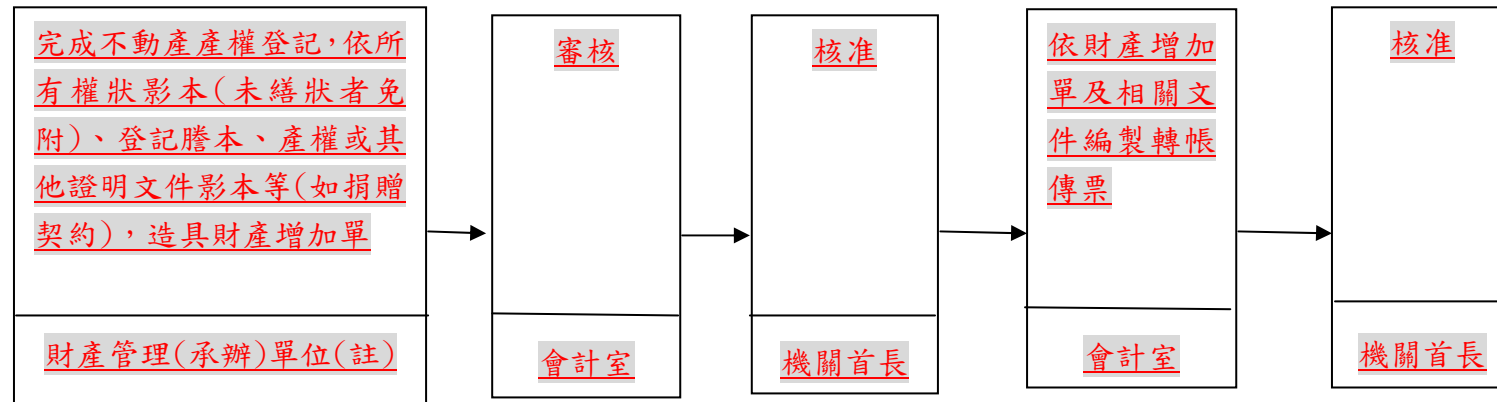 完成不動產產權登記，依所
有權狀影本(未繕狀者免
附)、登記謄本、產權或其
他證明文件影本等(如捐贈
契約)，造具財產增加單
財產管理(承辦)單位(註)
審核
會計室
核准
機關首長
依財產增加
單及相關文
件編製轉帳
傳票
會計室
核准
機關首長